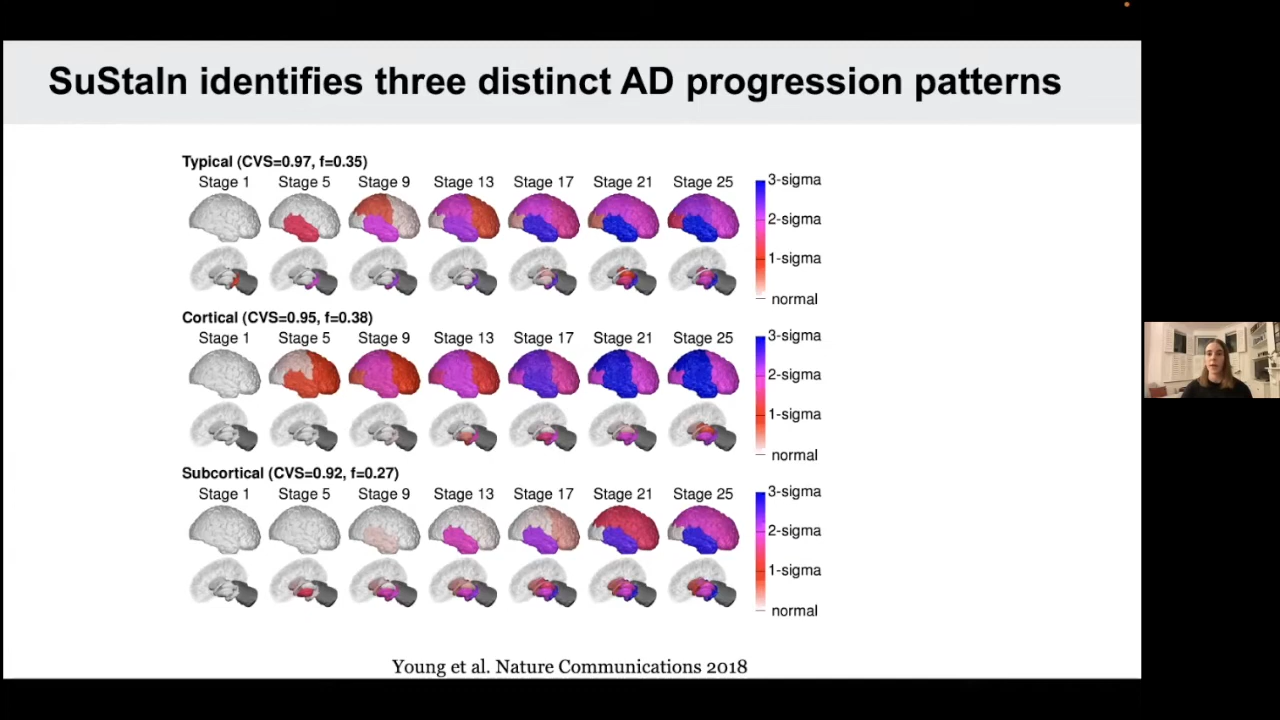 SuStaIn identifies three distinct AD progression patterns
Typical (CVS=0.97, f=0.35)
Stage 1 Stage 5 Stage 9 Stage 13 Stage 17 Stage 21 Stage 25
3-sigma
2-sigma
1-sigma
normal
Cortical (CVS=0.95, f=0.38)
Stage 1 Stage 5 Stage 9 Stage 13 Stage 17 Stage 21 Stage 25
3-sigma
2-sigma
1-sigma
normal
Subcortical (CVS=0.92, f=0.27)
Stage 1 Stage 5 Stage 9 Stage 13 Stage 17 Stage 21 Stage 25
3-sigma
2-sigma
1-sigma
normal
Young et al. Nature Communications 2018